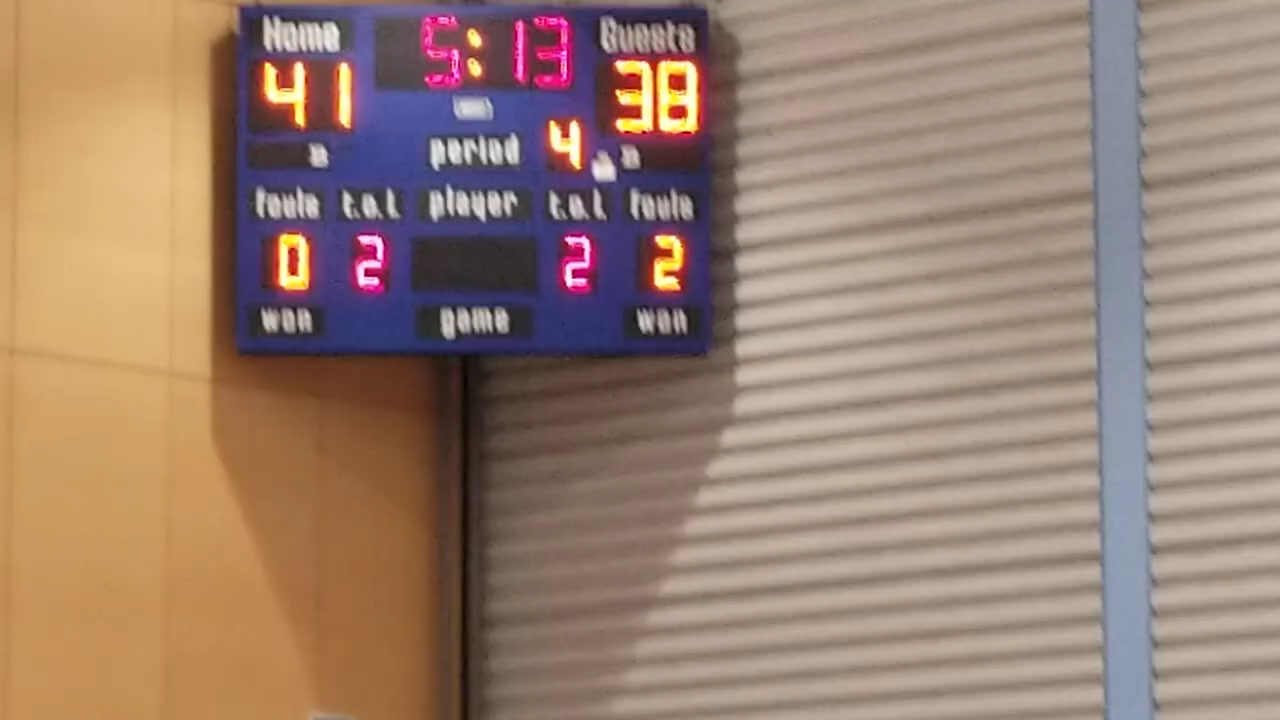 Home 5:13 Guests
41 38
period 4
fouls t.o.l. player t.o.l. fouls
0 2 2 2
won game won